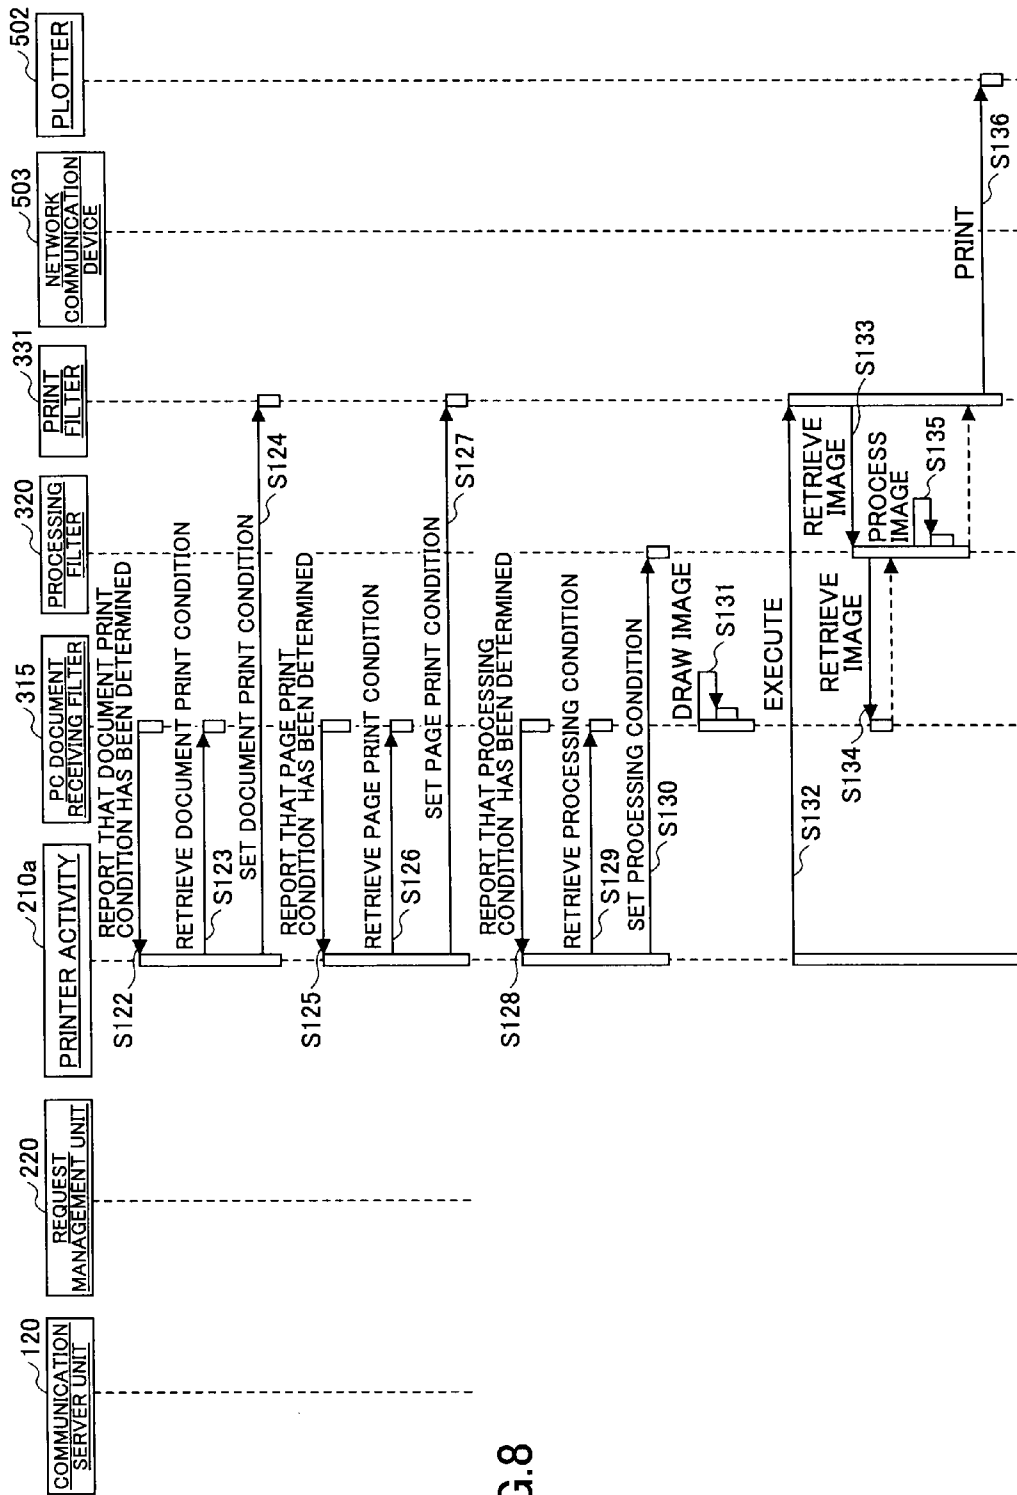 120
COMMUNICATION
SERVER UNIT
220
REQUEST
MANAGEMENT UNIT
210a
PRINTER ACTIVITY
315
PC DOCUMENT
RECEIVING FILTER
320
PROCESSING
FILTER
331
PRINT
FILTER
503
NETWORK
COMMUNICATION
DEVICE
502
PLOTTER
REPORT THAT DOCUMENT PRINT
CONDITION HAS BEEN DETERMINED
S122
RETRIEVE DOCUMENT PRINT CONDITION
S123
SET DOCUMENT PRINT CONDITION
S124
REPORT THAT PAGE PRINT
CONDITION HAS BEEN DETERMINED
S125
RETRIEVE PAGE PRINT CONDITION
S126
SET PAGE PRINT CONDITION
S127
REPORT THAT PROCESSING
CONDITION HAS BEEN DETERMINED
S128
RETRIEVE PROCESSING CONDITION
S129
SET PROCESSING CONDITION
S130
DRAW IMAGE
S131
EXECUTE
S132
RETRIEVE
IMAGE
S133
RETRIEVE
IMAGE
S134
PROCESS
IMAGE
S135
PRINT
S136
G.8